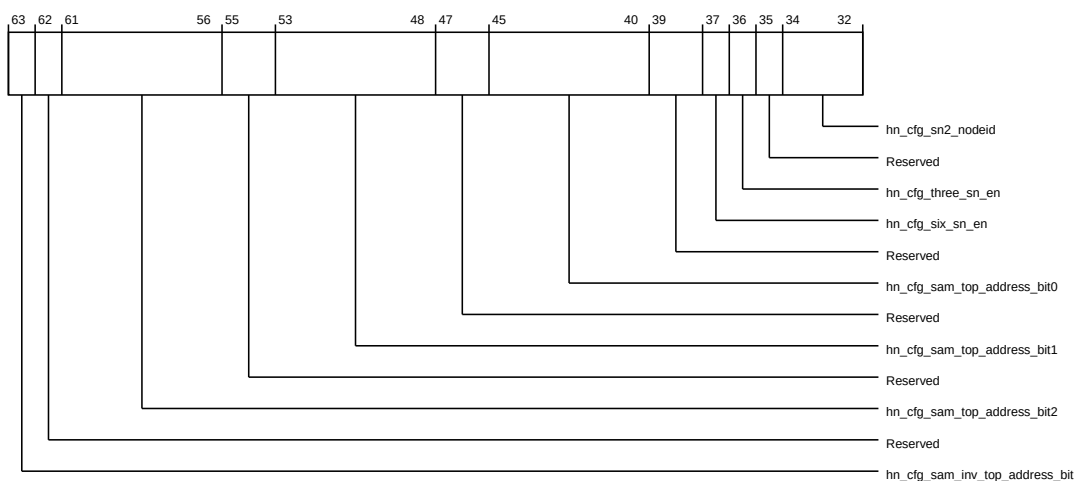 63 62 61 56 55 53 48 47 45 40 39 37 36 35 34 32
hn_cfg_sn2_nodeid
Reserved
hn_cfg_three_sn_en
hn_cfg_six_sn_en
Reserved
hn_cfg_sam_top_address_bit0
Reserved
hn_cfg_sam_top_address_bit1
Reserved
hn_cfg_sam_top_address_bit2
Reserved
hn_cfg_sam_inv_top_address_bit